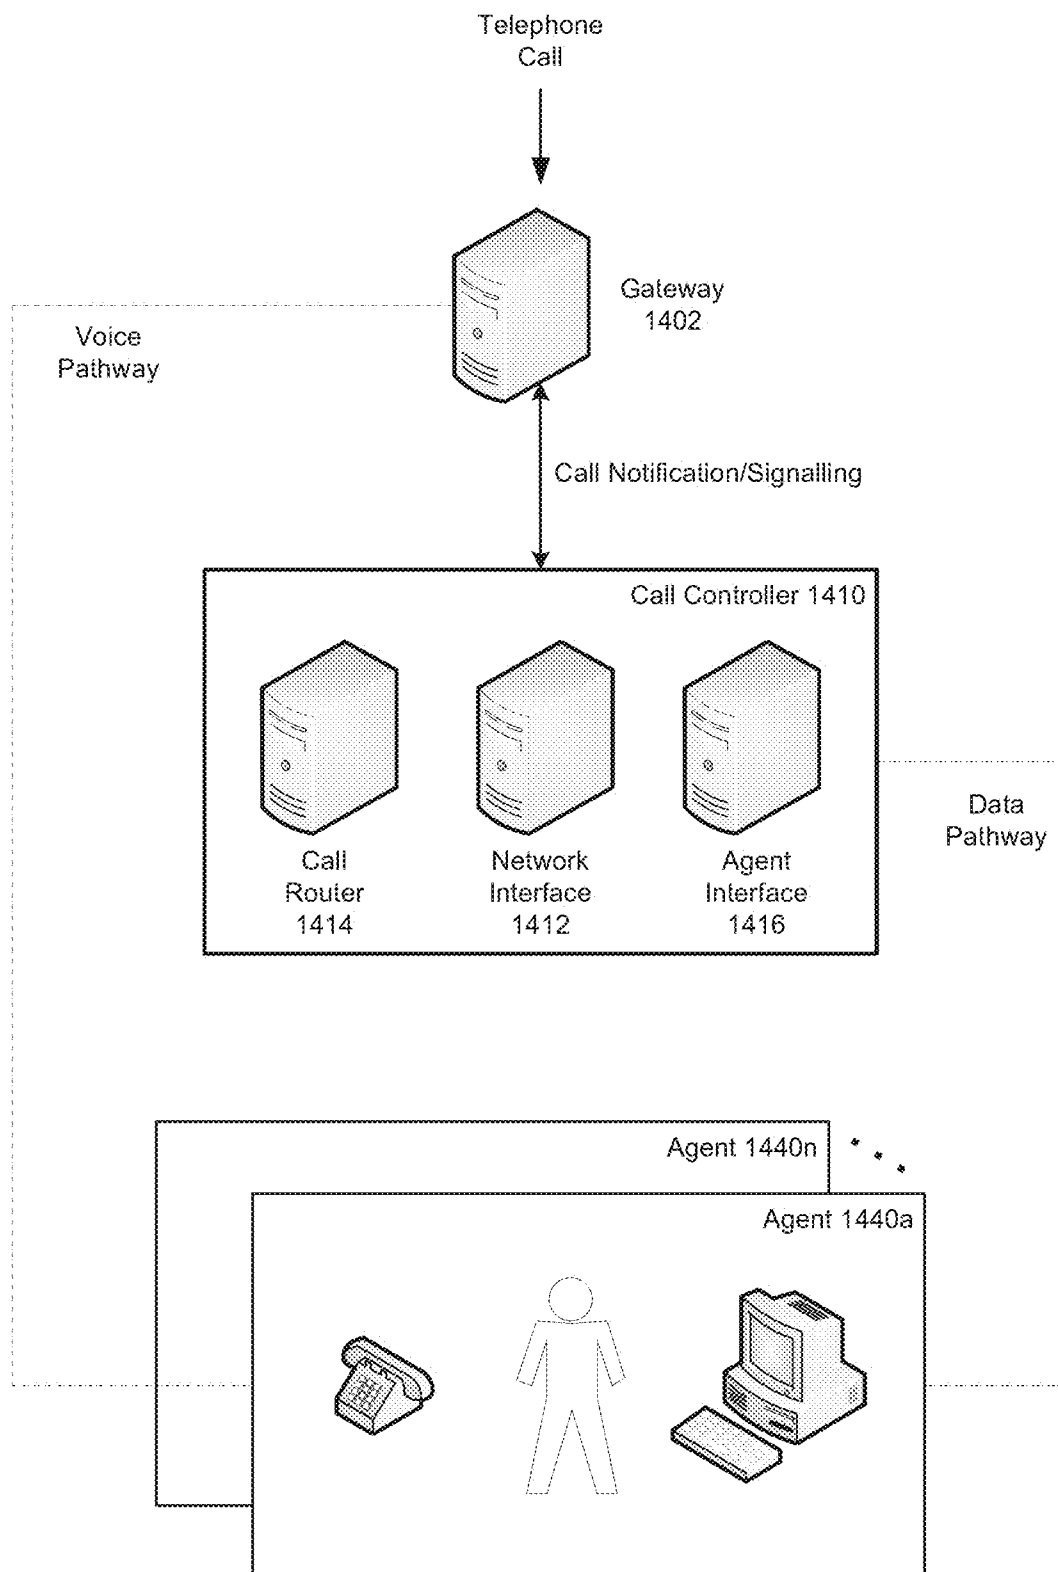 Telephone
Call
Gateway
1402
Voice
Pathway
Call Notification/Signalling
Call Controller 1410
Data
Pathway
Call
Router
1414
Network
Interface
1412
Agent
Interface
1416
Agent 1440n
Agent 1440a